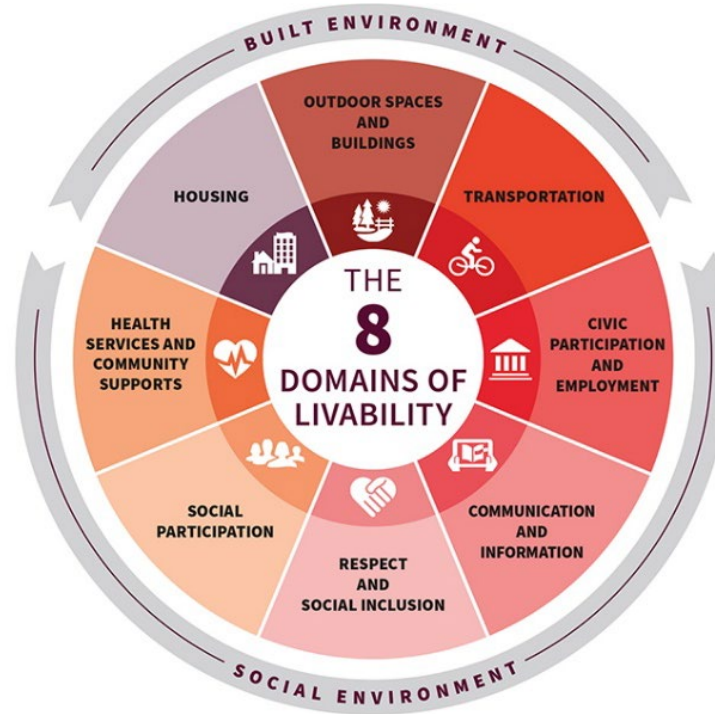 BUILT ENVIRONMENT
OUTDOOR SPACES
AND
BUILDINGS
TRANSPORTATION
CIVIC
PARTICIPATION
AND
EMPLOYMENT
COMMUNICATION
AND
INFORMATION
RESPECT
AND
SOCIAL INCLUSION
SOCIAL
PARTICIPATION
HEALTH
SERVICES AND
COMMUNITY
SUPPORTS
HOUSING
THE
8
DOMAINS OF
LIVABILITY
SOCIAL ENVIRONMENT